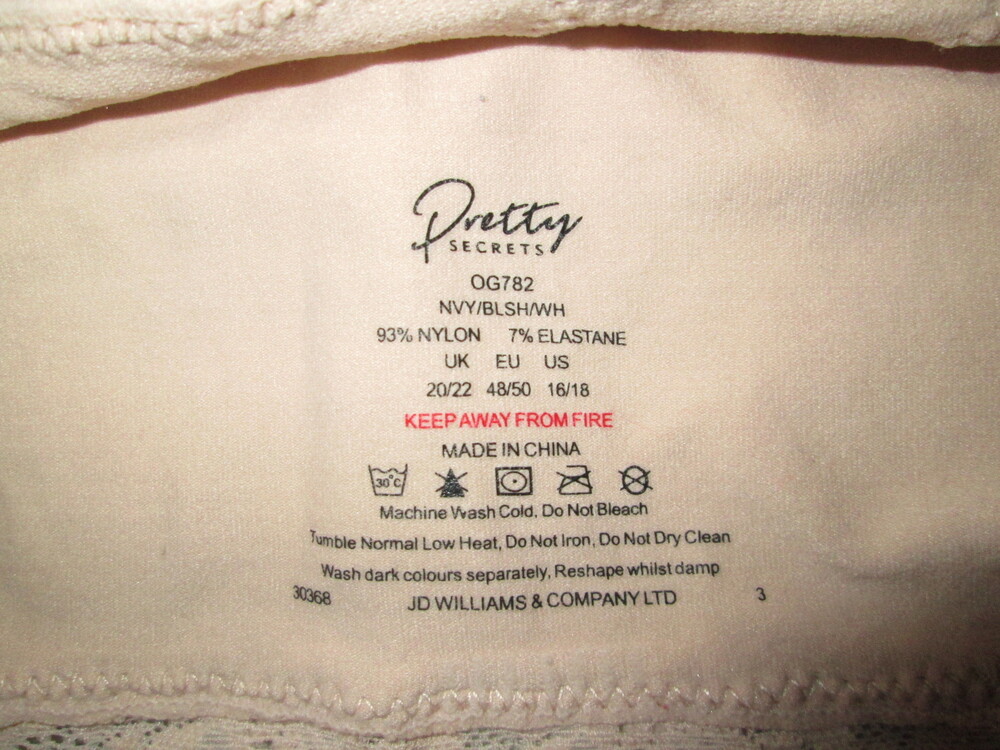 Pretty
SECRETS
OG782
NVY/BLSH/WH
93% NYLON 7% ELASTANE
UK EU US
20/22 48/50 16/18
KEEP AWAY FROM FIRE
MADE IN CHINA
30°C
Machine Wash Cold, Do Not Bleach
Tumble Normal Low Heat, Do Not Iron, Do Not Dry Clean
Wash dark colours separately, Reshape whilst damp
30368 JD WILLIAMS & COMPANY LTD 3